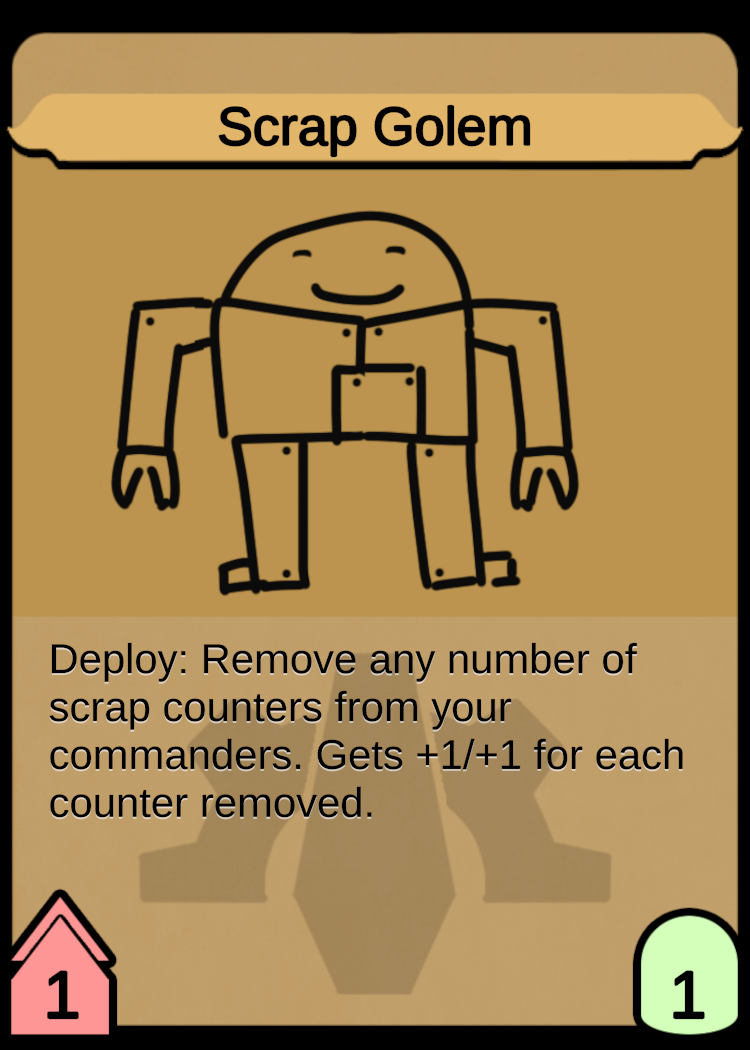 Scrap Golem
Deploy: Remove any number of
scrap counters from your
commanders. Gets +1/+1 for each
counter removed.
1
1